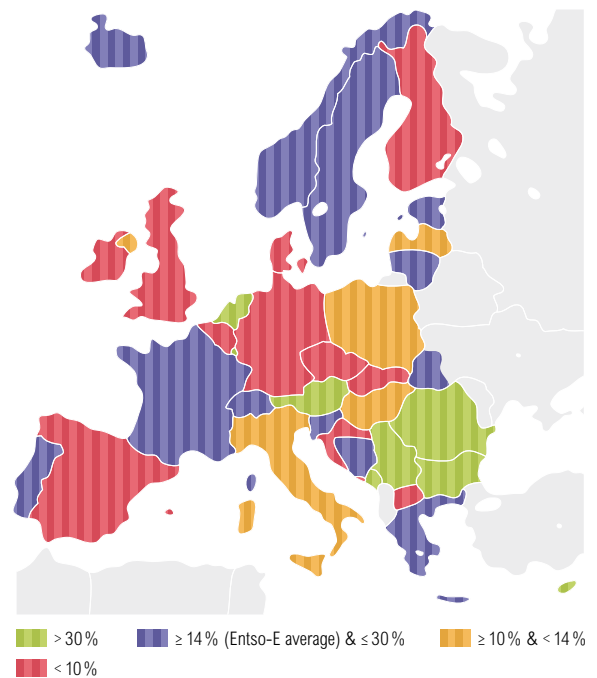 > 30 % ≥ 14 % (Entso-E average) & ≤ 30 % ≥ 10 % & < 14 %
< 10 %